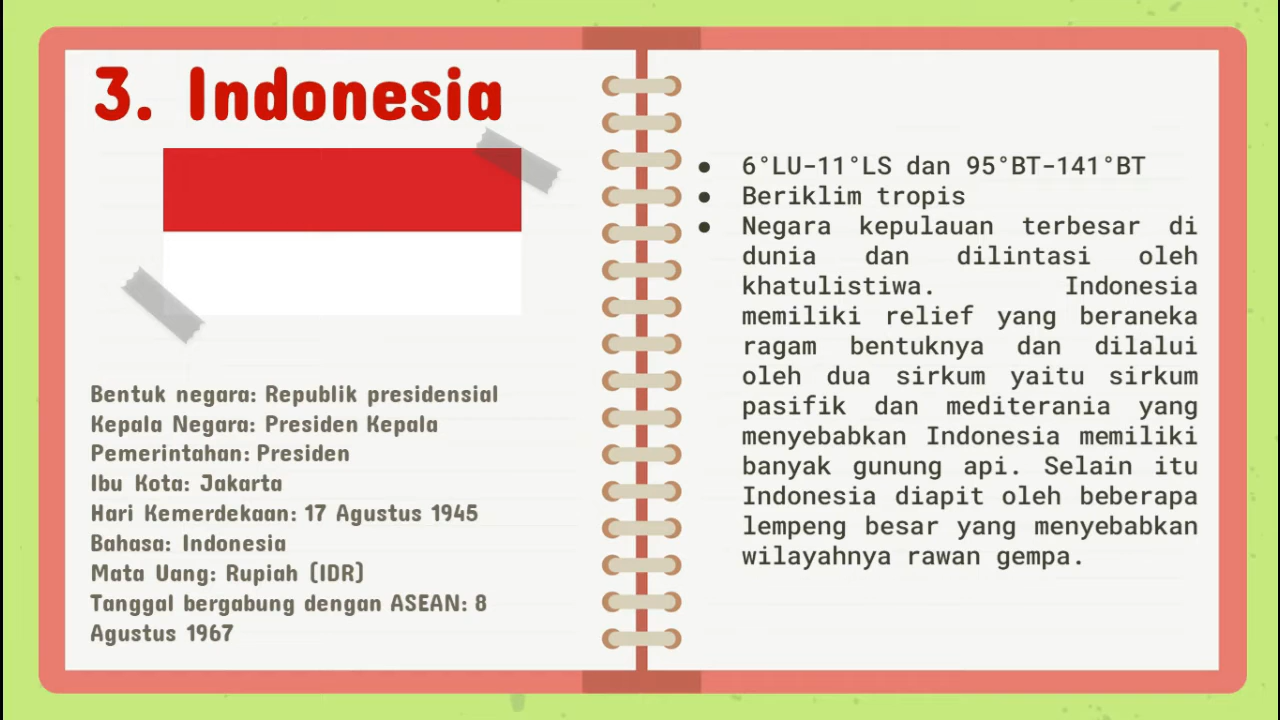 3. Indonesia
Bentuk negara: Republik presidensial
Kepala Negara: Presiden Kepala
Pemerintahan: Presiden
Ibu Kota: Jakarta
Hari Kemerdekaan: 17 Agustus 1945
Bahasa: Indonesia
Mata Uang: Rupiah (IDR)
Tanggal bergabung dengan ASEAN: 8
Agustus 1967
● 6°LU-11°LS dan 95°BT-141°BT
● Beriklim tropis
● Negara kepulauan terbesar di
dunia dan dilintasi oleh
khatulistiwa. Indonesia
memiliki relief yang beraneka
ragam bentuknya dan dilalui
oleh dua sirkum yaitu sirkum
pasifik dan mediterania yang
menyebabkan Indonesia memiliki
banyak gunung api. Selain itu
Indonesia diapit oleh beberapa
lempeng besar yang menyebabkan
wilayahnya rawan gempa.